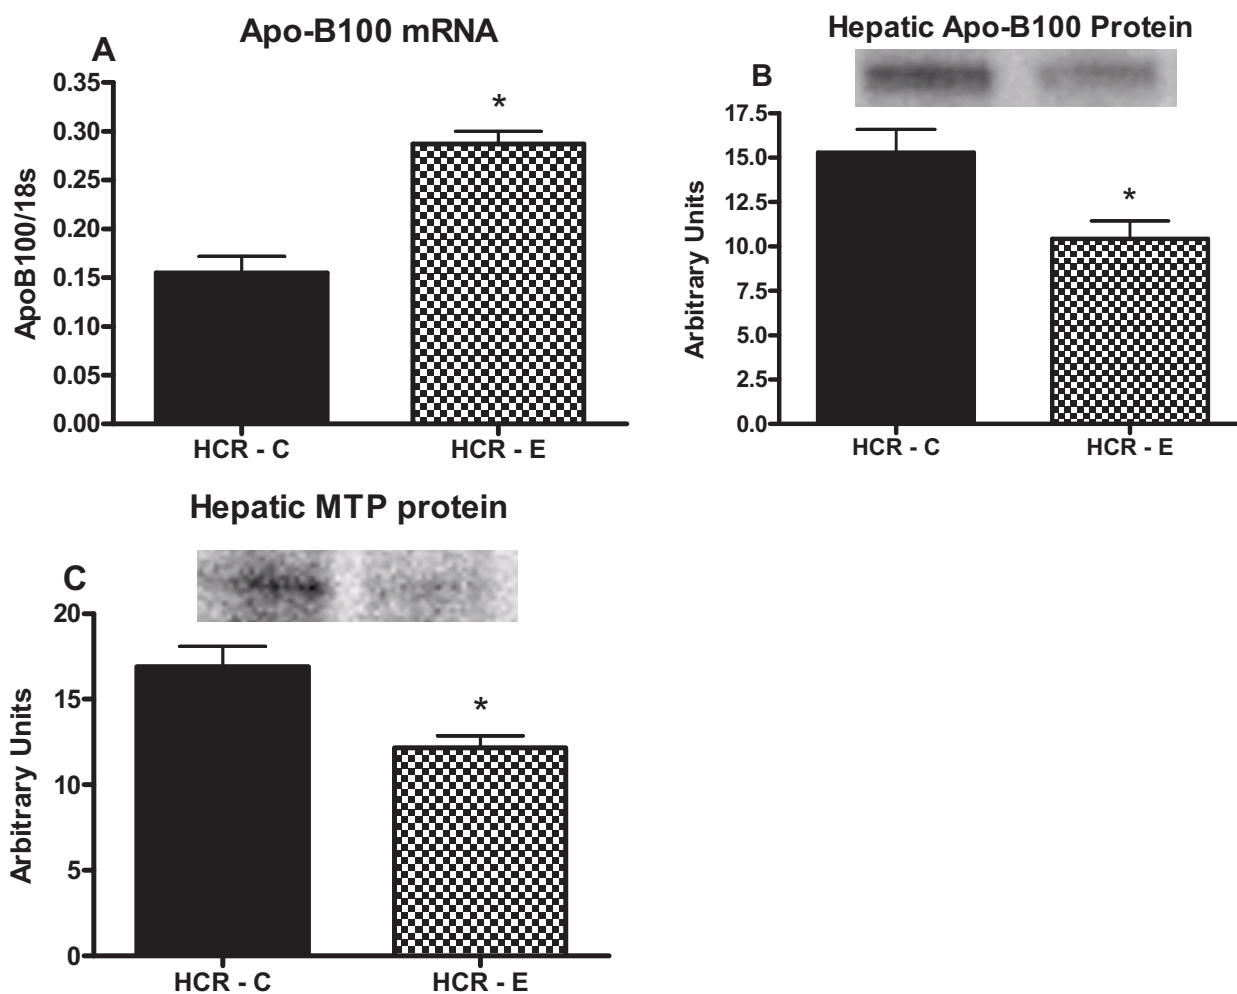 Apo-B100 mRNA
A
0.35
0.30
0.25
0.20
0.15
0.10
0.05
0.00
ApoB100/18s
*
HCR - C
HCR - E
Hepatic Apo-B100 Protein
B
17.5
15.0
12.5
10.0
7.5
5.0
2.5
0.0
Arbitrary Units
*
HCR - C
HCR - E
Hepatic MTP protein
C
20
15
10
5
0
Arbitrary Units
*
HCR - C
HCR - E